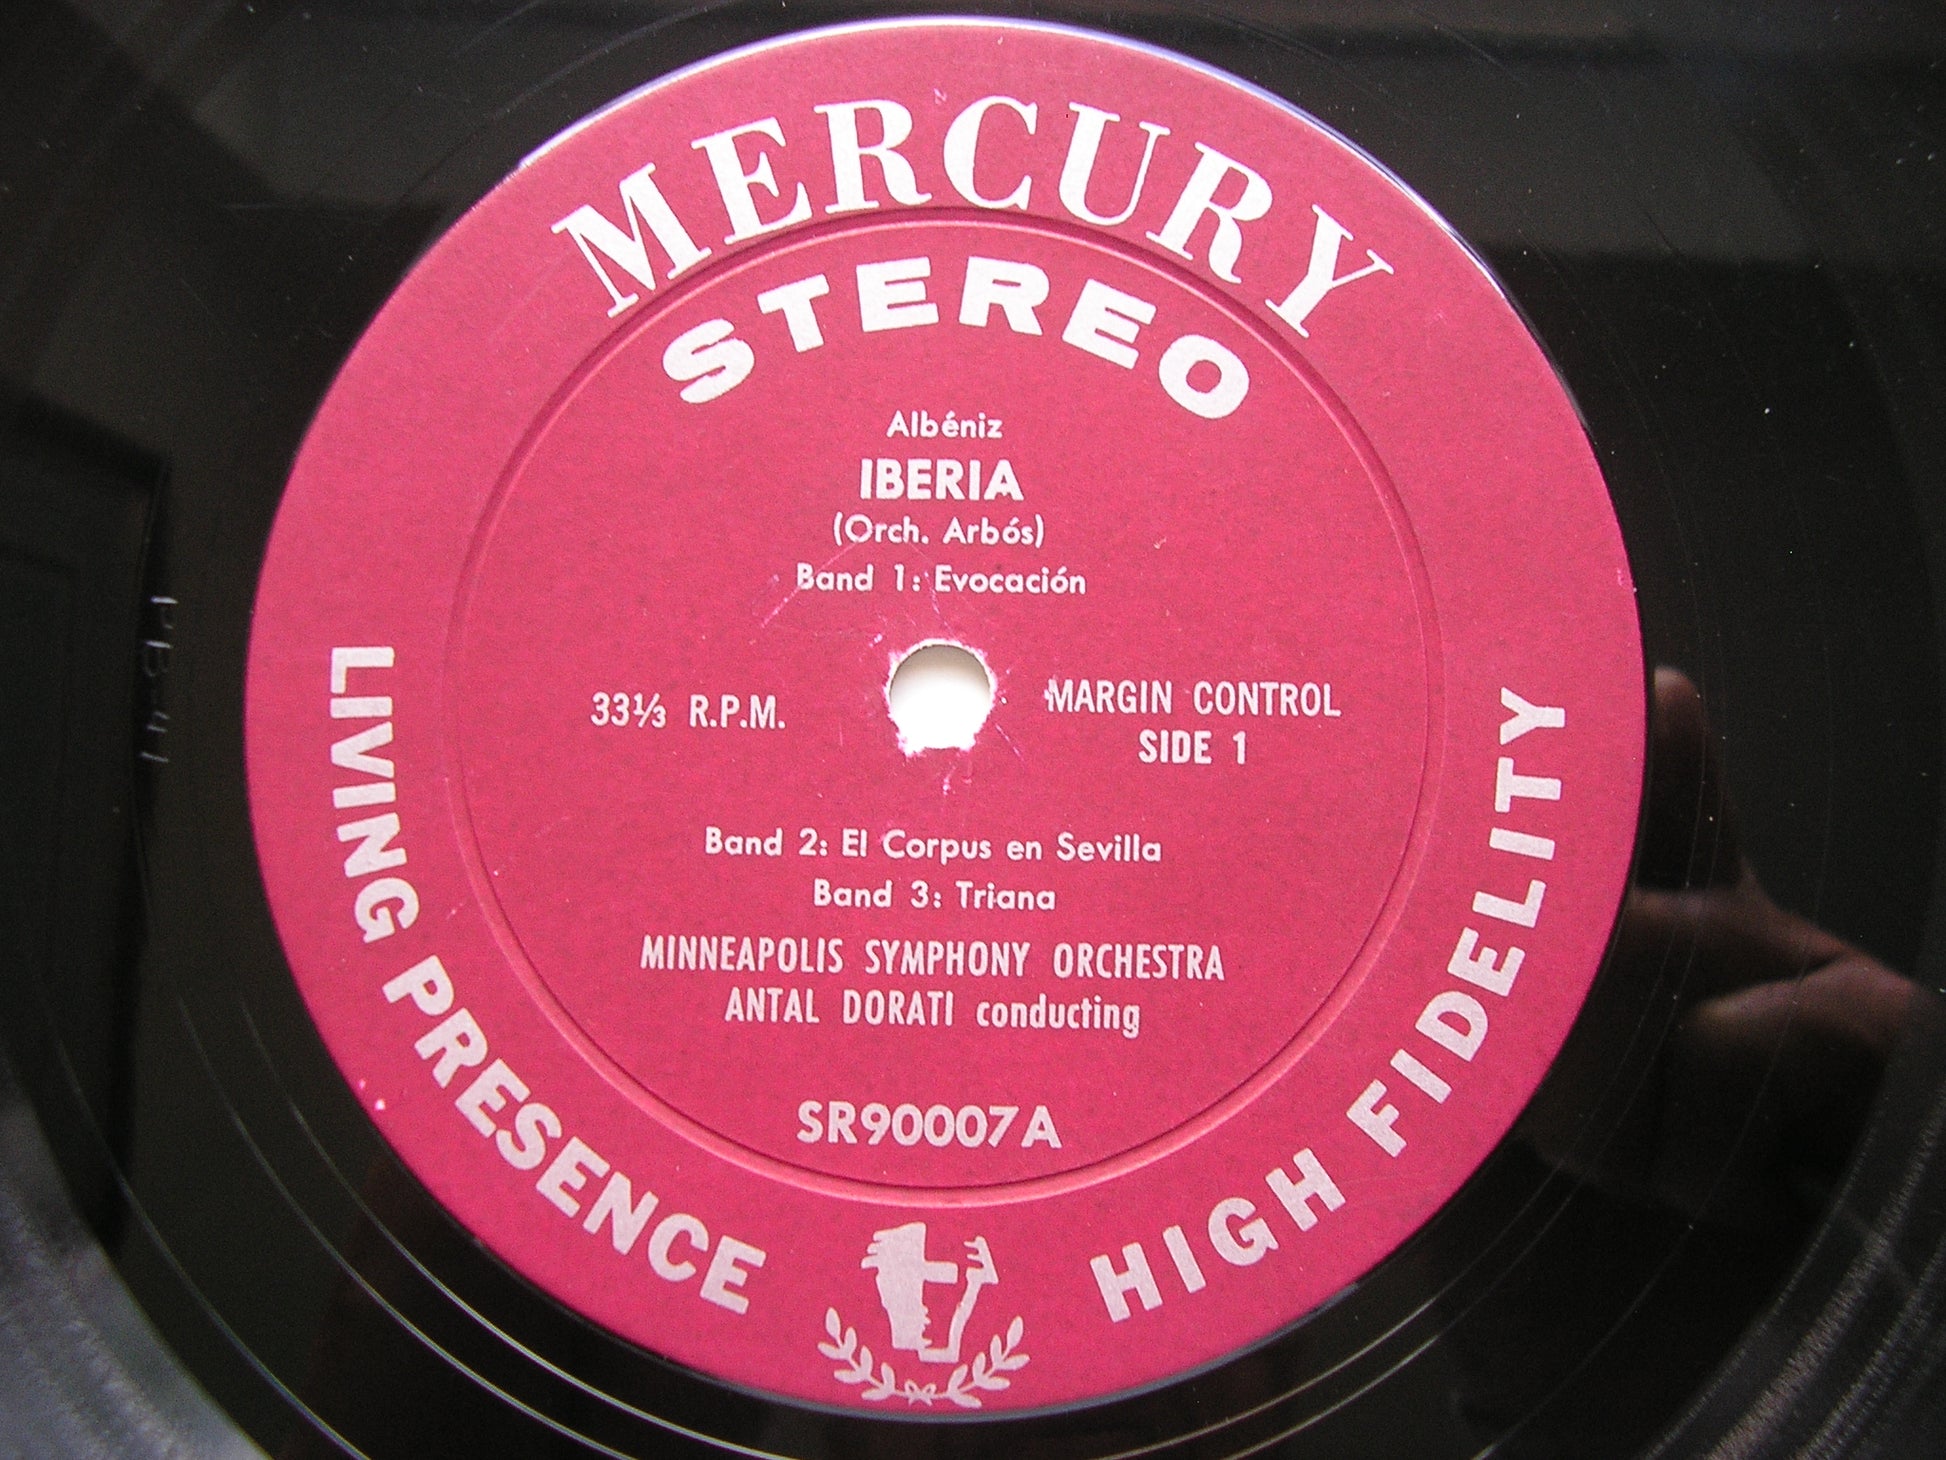 MERCURY
STEREO
Albéniz
IBERIA
(Orch. Arbós)
Band 1: Evocación
33⅓ R.P.M.
MARGIN CONTROL
SIDE 1
Band 2: El Corpus en Sevilla
Band 3: Triana
MINNEAPOLIS SYMPHONY ORCHESTRA
ANTAL DORATI conducting
SR90007A
LIVING PRESENCE
HIGH FIDELITY